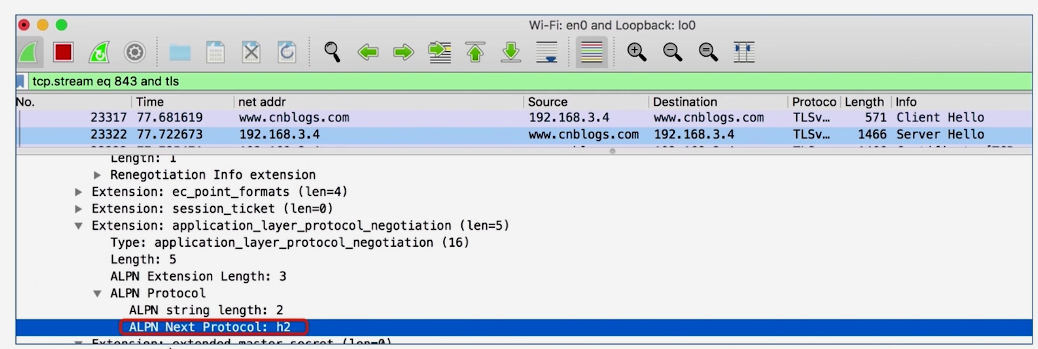 Wi-Fi: en0 and Loopback: lo0
tcp.stream eq 843 and tls
No. Time net addr Source Destination Protoco Length Info
23317 77.681619 www.cnblogs.com 192.168.3.4 www.cnblogs.com TLSv… 571 Client Hello
23322 77.722673 192.168.3.4 www.cnblogs.com 192.168.3.4 TLSv… 1466 Server Hello
Length: 1
Renegotiation Info extension
Extension: ec_point_formats (len=4)
Extension: session_ticket (len=0)
Extension: application_layer_protocol_negotiation (len=5)
Type: application_layer_protocol_negotiation (16)
Length: 5
ALPN Extension Length: 3
ALPN Protocol
ALPN string length: 2
ALPN Next Protocol: h2
Extension: extended_master_secret (len=0)